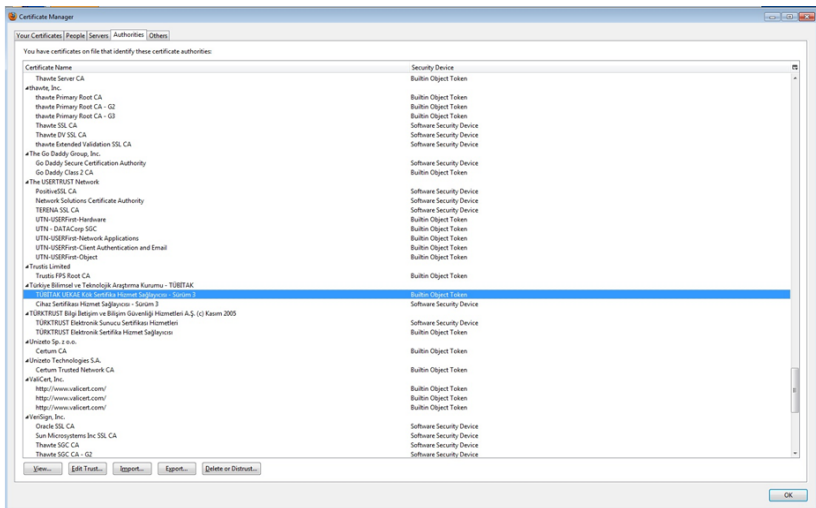 Certificate Manager
Your Certificates People Servers Authorities Others
You have certificates on file that identify these certificate authorities:
Certificate Name Security Device
Thawte Server CA Builtin Object Token
thawte, Inc.
thawte Primary Root CA Builtin Object Token
thawte Primary Root CA - G2 Builtin Object Token
thawte Primary Root CA - G3 Builtin Object Token
Thawte SSL CA Software Security Device
Thawte DV SSL CA Software Security Device
thawte Extended Validation SSL CA Software Security Device
The Go Daddy Group, Inc.
Go Daddy Secure Certification Authority Software Security Device
Go Daddy Class 2 CA Builtin Object Token
The USERTRUST Network
PositiveSSL CA Software Security Device
Network Solutions Certificate Authority Software Security Device
TERENA SSL CA Software Security Device
UTN-USERFirst-Hardware Builtin Object Token
UTN - DATACorp SGC Builtin Object Token
UTN-USERFirst-Network Applications Builtin Object Token
UTN-USERFirst-Client Authentication and Email Builtin Object Token
UTN-USERFirst-Object Builtin Object Token
Trustis Limited
Trustis FPS Root CA Builtin Object Token
Türkiye Bilimsel ve Teknolojik Araştırma Kurumu - TÜBİTAK
TÜBİTAK UEKAE Kök Sertifika Hizmet Sağlayıcısı - Sürüm 3 Builtin Object Token
Cihaz Sertifikası Hizmet Sağlayıcısı - Sürüm 3 Software Security Device
TÜRKTRUST Bilgi İletişim ve Bilişim Güvenliği Hizmetleri A.Ş. (c) Kasım 2005
TÜRKTRUST Elektronik Sunucu Sertifikası Hizmetleri Software Security Device
TÜRKTRUST Elektronik Sertifika Hizmet Sağlayıcısı Builtin Object Token
Unizeto Sp. z o.o.
Certum CA Builtin Object Token
Unizeto Technologies S.A.
Certum Trusted Network CA Builtin Object Token
ValiCert, Inc.
http://www.valicert.com/ Builtin Object Token
http://www.valicert.com/ Builtin Object Token
http://www.valicert.com/ Builtin Object Token
VeriSign, Inc.
Oracle SSL CA Software Security Device
Sun Microsystems Inc SSL CA Software Security Device
Thawte SGC CA Software Security Device
Thawte SGC CA - G2 Software Security Device
View... Edit Trust... Import... Export... Delete or Distrust...
OK